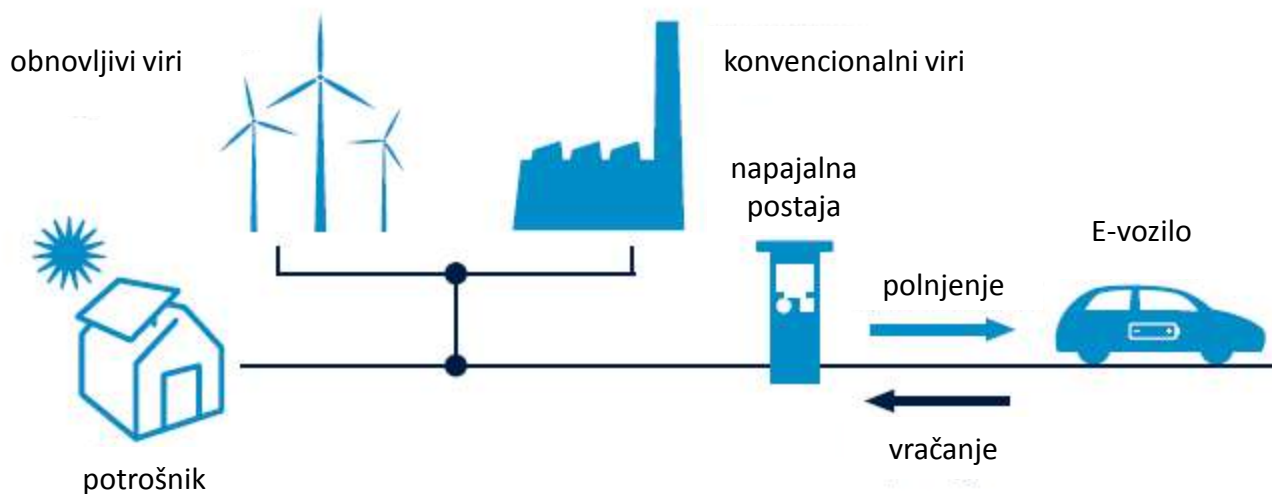 obnovljivi viri
konvencionalni viri
napajalna
postaja
E-vozilo
polnjenje
vračanje
potrošnik